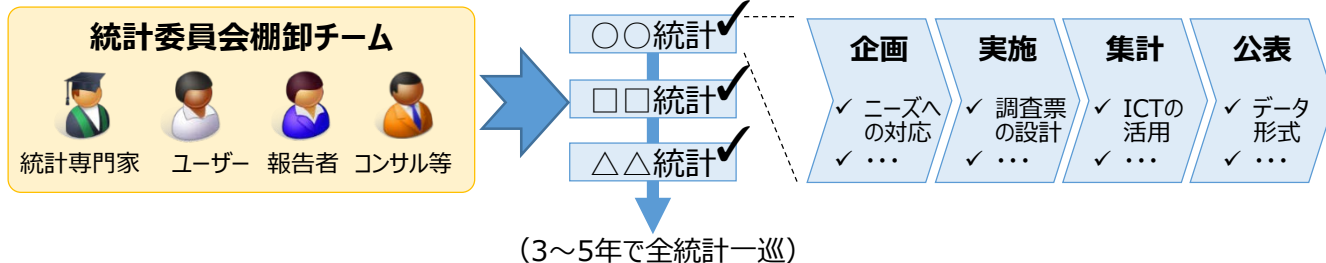 統計委員会棚卸チーム
統計専門家
ユーザー
報告者
コンサル等
○○統計✓
□□統計✓
△△統計✓
(3~5年で全統計一巡)
企画
✓ ニーズへ
の対応
✓ ・・・
実施
✓ 調査票
の設計
✓ ・・・
集計
✓ ICTの
活用
✓ ・・・
公表
✓ データ
形式
✓ ・・・